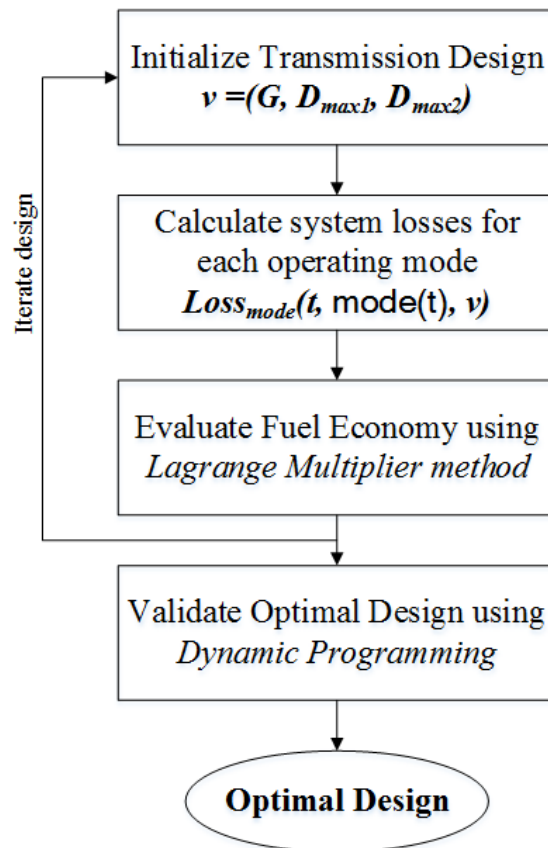 Initialize Transmission Design
v =(G, Dmax1, Dmax2)
Calculate system losses for
each operating mode
Lossmode(t, mode(t), v)
Iterate design
Evaluate Fuel Economy using
Lagrange Multiplier method
Validate Optimal Design using
Dynamic Programming
Optimal Design